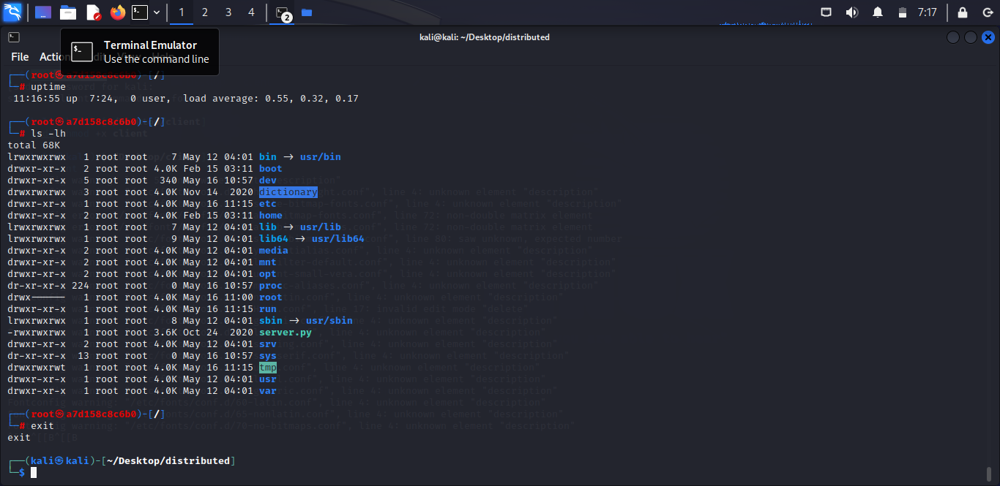 1 2 3 4 2 7:17
kali@kali: ~/Desktop/distributed
Terminal Emulator
Use the command line
File Action Edit View Help
┌──(root㉿a7d158c8c6b0)-[/]
└─# uptime
 11:16:55 up  7:24,  0 user,  load average: 0.55, 0.32, 0.17
┌──(root㉿a7d158c8c6b0)-[/]
└─# ls -lh
total 68K
lrwxrwxrwx   1 root root    7 May 12 04:01 bin -> usr/bin
drwxr-xr-x   2 root root 4.0K Feb 15 03:11 boot
drwxr-xr-x   5 root root  340 May 16 10:57 dev
drwxrwxrwx   3 root root 4.0K Nov 14  2020 dictionary
drwxr-xr-x   1 root root 4.0K May 16 11:15 etc
drwxr-xr-x   2 root root 4.0K Feb 15 03:11 home
lrwxrwxrwx   1 root root    7 May 12 04:01 lib -> usr/lib
lrwxrwxrwx   1 root root    9 May 12 04:01 lib64 -> usr/lib64
drwxr-xr-x   2 root root 4.0K May 12 04:01 media
drwxr-xr-x   2 root root 4.0K May 12 04:01 mnt
drwxr-xr-x   2 root root 4.0K May 12 04:01 opt
dr-xr-xr-x 224 root root    0 May 16 10:57 proc
drwx------   1 root root 4.0K May 16 11:00 root
drwxr-xr-x   1 root root 4.0K May 16 11:15 run
lrwxrwxrwx   1 root root    8 May 12 04:01 sbin -> usr/sbin
-rwxrwxrwx   1 root root 3.6K Oct 24  2020 server.py
drwxr-xr-x   2 root root 4.0K May 12 04:01 srv
dr-xr-xr-x  13 root root    0 May 16 10:57 sys
drwxrwxrwt   1 root root 4.0K May 16 11:15 tmp
drwxr-xr-x   1 root root 4.0K May 12 04:01 usr
drwxr-xr-x   1 root root 4.0K May 12 04:01 var
┌──(root㉿a7d158c8c6b0)-[/]
└─# exit
exit
┌──(kali㉿kali)-[~/Desktop/distributed]
└─$